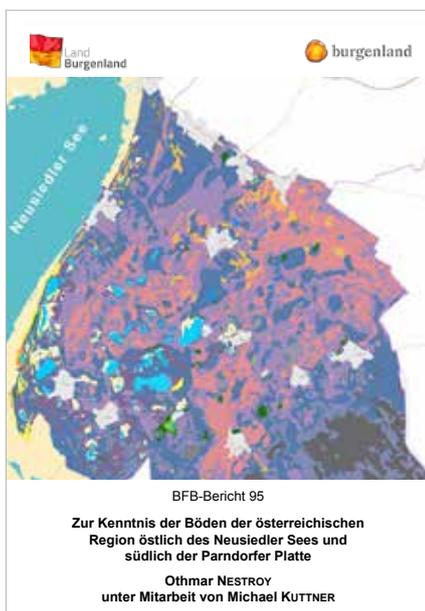 Land
Burgenland
burgenland
Neusiedler See
BFB-Bericht 95
Zur Kenntnis der Böden der österreichischen
Region östlich des Neusiedler Sees und
südlich der Parndorfer Platte
Othmar NESTROY
unter Mitarbeit von Michael KUTTNER